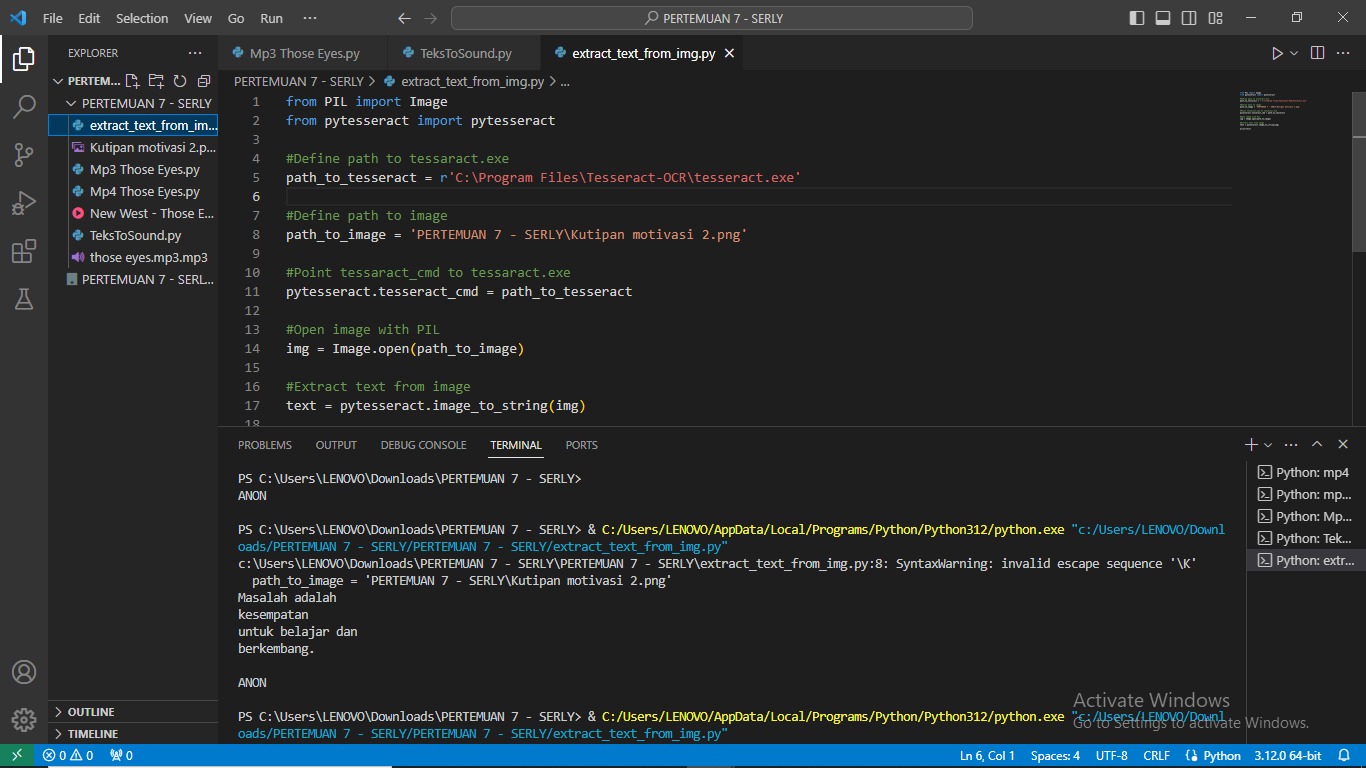 File Edit Selection View Go Run ··· PERTEMUAN 7 - SERLY
EXPLORER ···
PERTEM...
PERTEMUAN 7 - SERLY
extract_text_from_im...
Kutipan motivasi 2.p...
Mp3 Those Eyes.py
Mp4 Those Eyes.py
New West - Those E...
TeksToSound.py
those eyes.mp3.mp3
PERTEMUAN 7 - SERL...
OUTLINE
TIMELINE
Mp3 Those Eyes.py TeksToSound.py extract_text_from_img.py
PERTEMUAN 7 - SERLY > extract_text_from_img.py > ...
1 from PIL import Image
2 from pytesseract import pytesseract
3
4 #Define path to tessaract.exe
5 path_to_tesseract = r'C:\Program Files\Tesseract-OCR\tesseract.exe'
6
7 #Define path to image
8 path_to_image = 'PERTEMUAN 7 - SERLY\Kutipan motivasi 2.png'
9
10 #Point tessaract_cmd to tessaract.exe
11 pytesseract.tesseract_cmd = path_to_tesseract
12
13 #Open image with PIL
14 img = Image.open(path_to_image)
15
16 #Extract text from image
17 text = pytesseract.image_to_string(img)
18
PROBLEMS OUTPUT DEBUG CONSOLE TERMINAL PORTS
PS C:\Users\LENOVO\Downloads\PERTEMUAN 7 - SERLY>
ANON
PS C:\Users\LENOVO\Downloads\PERTEMUAN 7 - SERLY> & C:/Users/LENOVO/AppData/Local/Programs/Python/Python312/python.exe "c:/Users/LENOVO/Downl
oads/PERTEMUAN 7 - SERLY/PERTEMUAN 7 - SERLY/extract_text_from_img.py"
c:\Users\LENOVO\Downloads\PERTEMUAN 7 - SERLY\PERTEMUAN 7 - SERLY\extract_text_from_img.py:8: SyntaxWarning: invalid escape sequence '\K'
path_to_image = 'PERTEMUAN 7 - SERLY\Kutipan motivasi 2.png'
Masalah adalah
kesempatan
untuk belajar dan
berkembang.
ANON
PS C:\Users\LENOVO\Downloads\PERTEMUAN 7 - SERLY> & C:/Users/LENOVO/AppData/Local/Programs/Python/Python312/python.exe "c:/Users/LENOVO/Downl
oads/PERTEMUAN 7 - SERLY/PERTEMUAN 7 - SERLY/extract_text_from_img.py"
Python: mp4
Python: mp...
Python: Mp...
Python: Tek...
Python: extr...
Activate Windows
Go to Settings to activate Windows.
0 0 0 Ln 6, Col 1 Spaces: 4 UTF-8 CRLF Python 3.12.0 64-bit